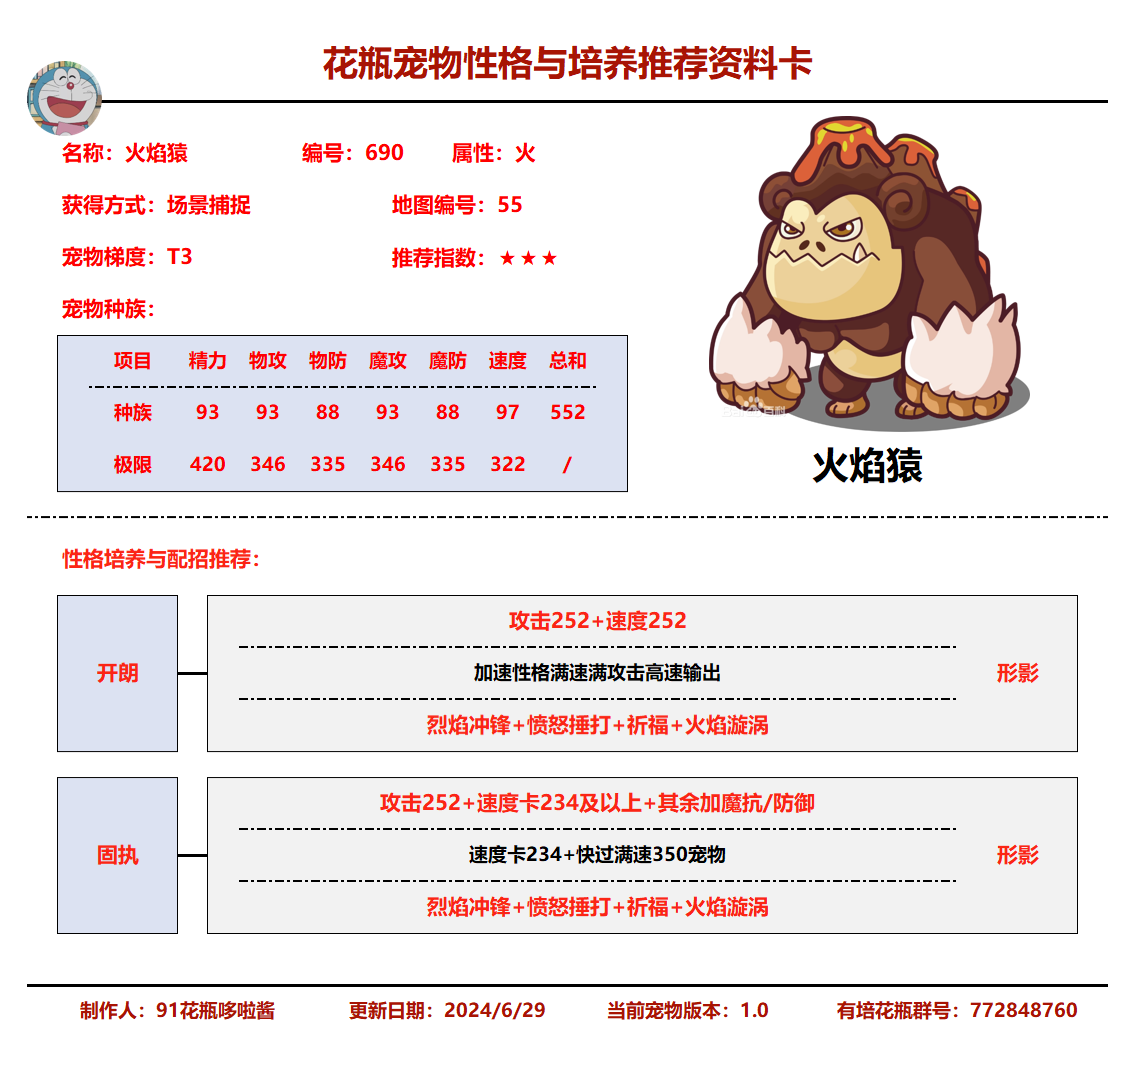 花瓶宠物性格与培养推荐资料卡
名称：火焰猿 编号：690 属性：火
获得方式：场景捕捉 地图编号：55
宠物梯度：T3 推荐指数：★★★
宠物种族：
项目 精力 物攻 物防 魔攻 魔防 速度 总和
种族 93 93 88 93 88 97 552
极限 420 346 335 346 335 322 /
火焰猿
性格培养与配招推荐：
攻击252+速度252
开朗 加速性格满速满攻击高速输出 形影
烈焰冲锋+愤怒捶打+祈福+火焰漩涡
攻击252+速度卡234及以上+其余加魔抗/防御
固执 速度卡234+快过满速350宠物 形影
烈焰冲锋+愤怒捶打+祈福+火焰漩涡
制作人：91花瓶哆啦酱 更新日期：2024/6/29 当前宠物版本：1.0 有培花瓶群号：772848760